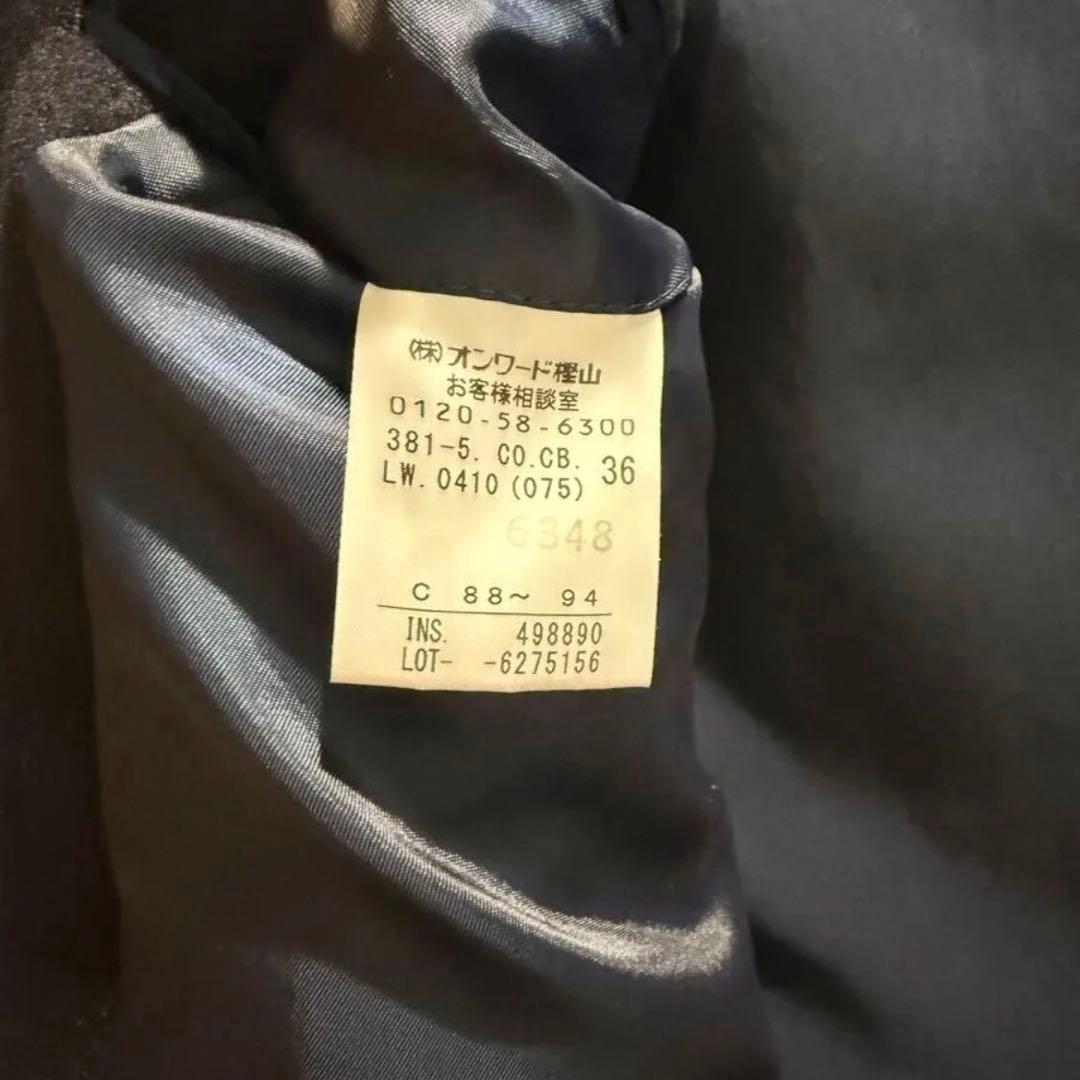 (株)オンワード樫山
お客様相談室
0120-58-6300
381-5. CO.CB. 36
LW. 0410 (075)
6348
C 88～ 94
INS. 498890
LOT- -6275156